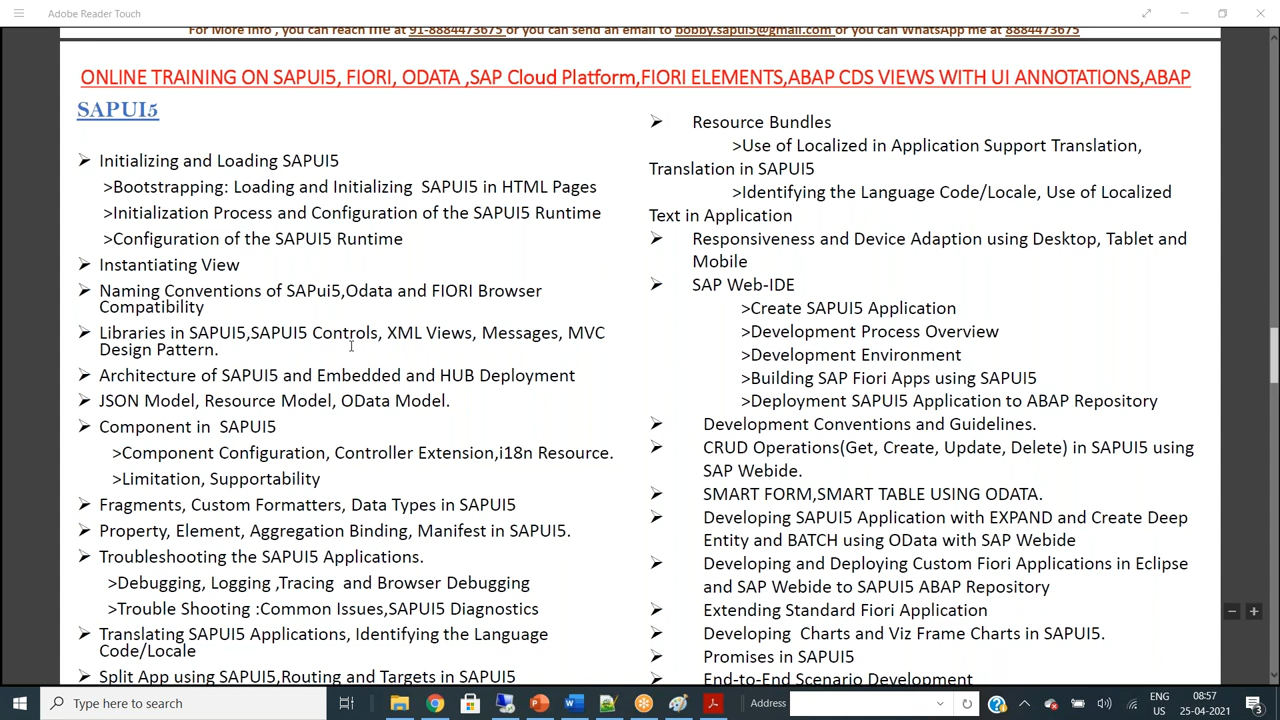 Adobe Reader Touch
For More Info , you can reach me at 91-8884473675 or you can send an email to bobby.sapui5@gmail.com or you can WhatsApp me at 8884473675
ONLINE TRAINING ON SAPUI5, FIORI, ODATA ,SAP Cloud Platform,FIORI ELEMENTS,ABAP CDS VIEWS WITH UI ANNOTATIONS,ABAP
SAPUI5
➢ Initializing and Loading SAPUI5
>Bootstrapping: Loading and Initializing SAPUI5 in HTML Pages
>Initialization Process and Configuration of the SAPUI5 Runtime
>Configuration of the SAPUI5 Runtime
➢ Instantiating View
➢ Naming Conventions of SAPui5,Odata and FIORI Browser
Compatibility
➢ Libraries in SAPUI5,SAPUI5 Controls, XML Views, Messages, MVC
Design Pattern.
➢ Architecture of SAPUI5 and Embedded and HUB Deployment
➢ JSON Model, Resource Model, OData Model.
➢ Component in SAPUI5
>Component Configuration, Controller Extension,i18n Resource.
>Limitation, Supportability
➢ Fragments, Custom Formatters, Data Types in SAPUI5
➢ Property, Element, Aggregation Binding, Manifest in SAPUI5.
➢ Troubleshooting the SAPUI5 Applications.
>Debugging, Logging ,Tracing and Browser Debugging
>Trouble Shooting :Common Issues,SAPUI5 Diagnostics
➢ Translating SAPUI5 Applications, Identifying the Language
Code/Locale
➢ Split App using SAPUI5,Routing and Targets in SAPUI5
➢ Resource Bundles
>Use of Localized in Application Support Translation,
Translation in SAPUI5
>Identifying the Language Code/Locale, Use of Localized
Text in Application
➢ Responsiveness and Device Adaption using Desktop, Tablet and
Mobile
➢ SAP Web-IDE
>Create SAPUI5 Application
>Development Process Overview
>Development Environment
>Building SAP Fiori Apps using SAPUI5
>Deployment SAPUI5 Application to ABAP Repository
➢ Development Conventions and Guidelines.
➢ CRUD Operations(Get, Create, Update, Delete) in SAPUI5 using
SAP Webide.
➢ SMART FORM,SMART TABLE USING ODATA.
➢ Developing SAPUI5 Application with EXPAND and Create Deep
Entity and BATCH using OData with SAP Webide
➢ Developing and Deploying Custom Fiori Applications in Eclipse
and SAP Webide to SAPUI5 ABAP Repository
➢ Extending Standard Fiori Application
➢ Developing Charts and Viz Frame Charts in SAPUI5.
➢ Promises in SAPUI5
➢ End-to-End Scenario Development
Type here to search
Address
ENG
US
08:57
25-04-2021
3